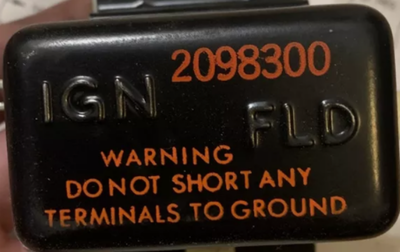 2098300
IGN
FLD
WARNING
DO NOT SHORT ANY
TERMINALS TO GROUND